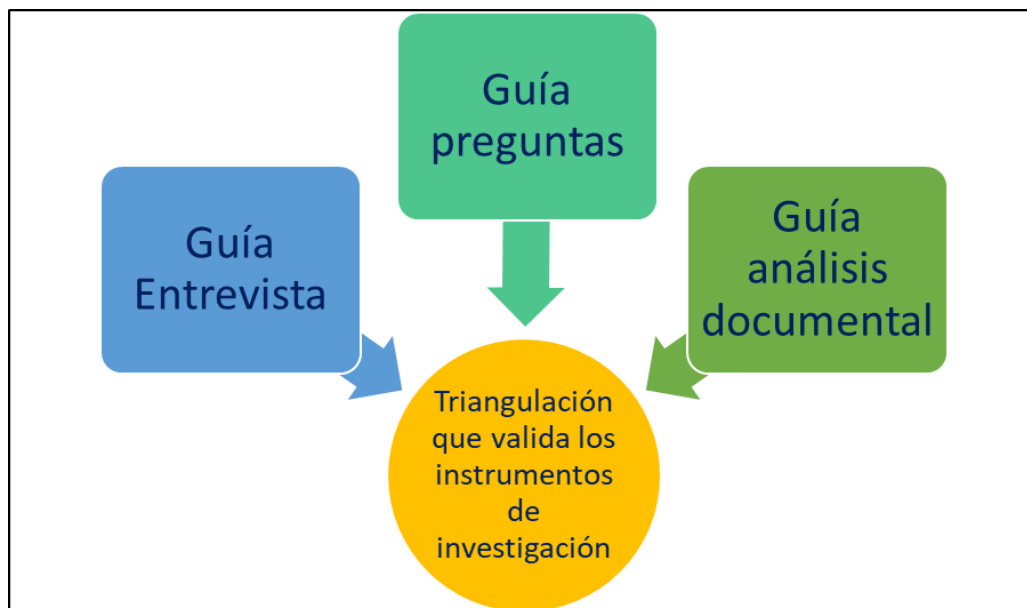 Guía
preguntas
Guía
Entrevista
Guía
análisis
documental
Triangulación
que valida los
instrumentos
de
investigación